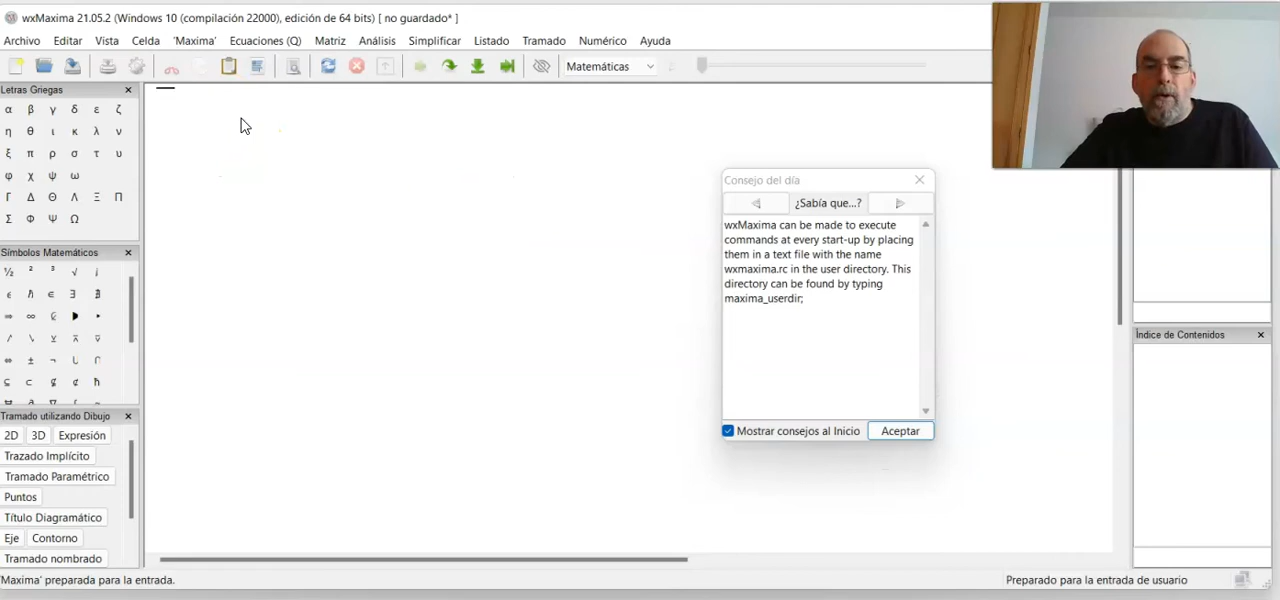 wxMaxima 21.05.2 (Windows 10 (compilación 22000), edición de 64 bits) [ no guardado* ]
Archivo Editar Vista Celda 'Maxima' Ecuaciones (Q) Matriz Análisis Simplificar Listado Tramado Numérico Ayuda
Matemáticas
Letras Griegas
α β γ δ ε ζ
η θ ι κ λ ν
ξ π ρ σ τ υ
φ χ ψ ω
Γ Δ Θ Λ Ξ Π
Σ Φ Ψ Ω
Símbolos Matemáticos
½ ² ³ √
ϵ ℏ ∈ ∃ ∄
⇒ ∞
⇔ ± ¬ ∪ ∩
⊆ ⊂ ⊄ ħ
Tramado utilizando Dibujo
2D 3D Expresión
Trazado Implícito
Tramado Paramétrico
Puntos
Título Diagramático
Eje Contorno
Tramado nombrado
Consejo del día
¿Sabía que...?
wxMaxima can be made to execute
commands at every start-up by placing
them in a text file with the name
wxmaxima.rc in the user directory. This
directory can be found by typing
maxima_userdir;
Mostrar consejos al Inicio Aceptar
Índice de Contenidos
'Maxima' preparada para la entrada. Preparado para la entrada de usuario